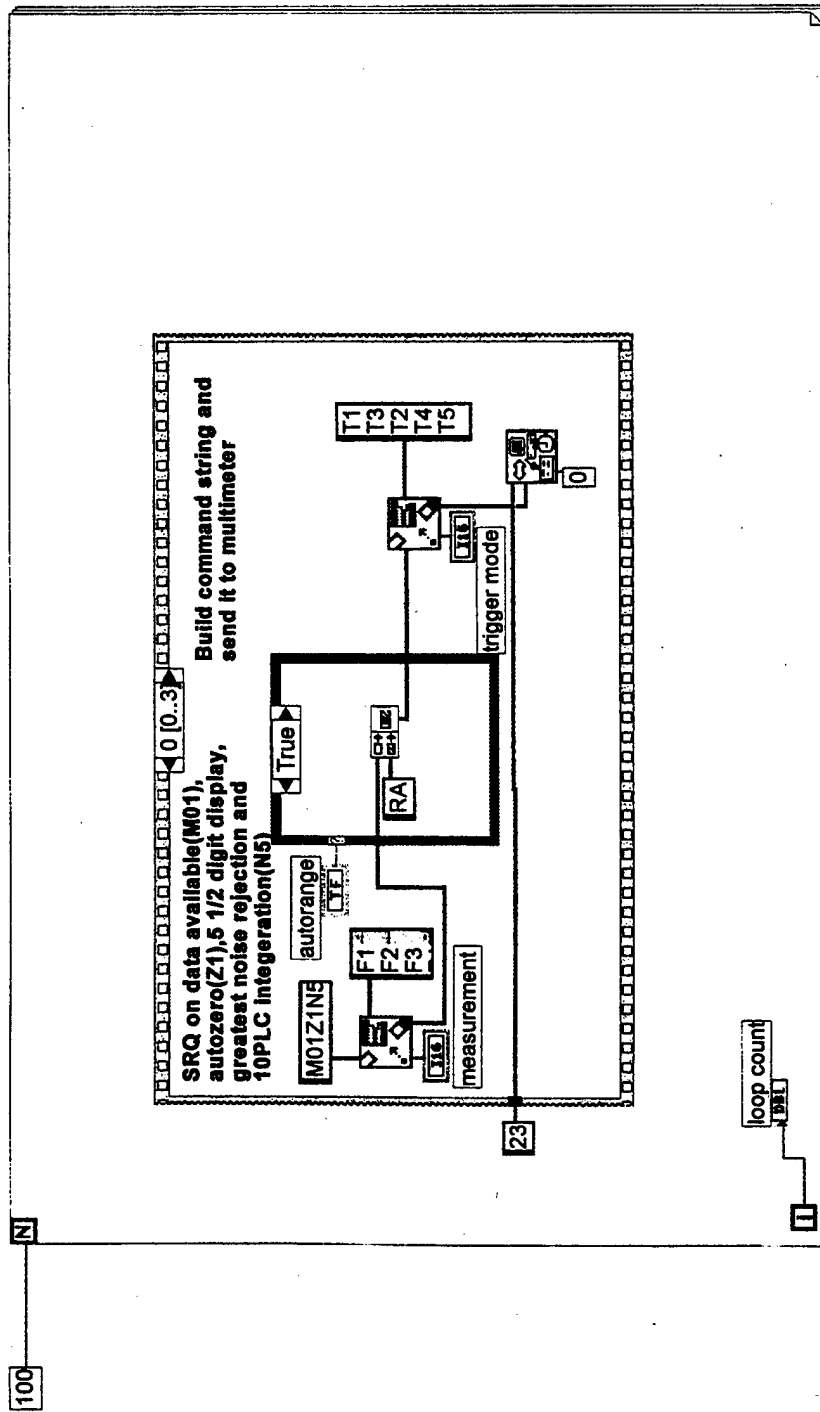 100
N
0 [0..3]
SRQ on data available(M01),
autozero(Z1),5 1/2 digit display,
greatest noise rejection and
10PLC integeration(N5)
Build command string and
send it to multimeter
M01Z1N5
F1
F2
F3
I16
measurement
autorange
TF
True
?
RA
T1
T3
T2
T4
T5
I16
trigger mode
0
23
loop count
DBL
i